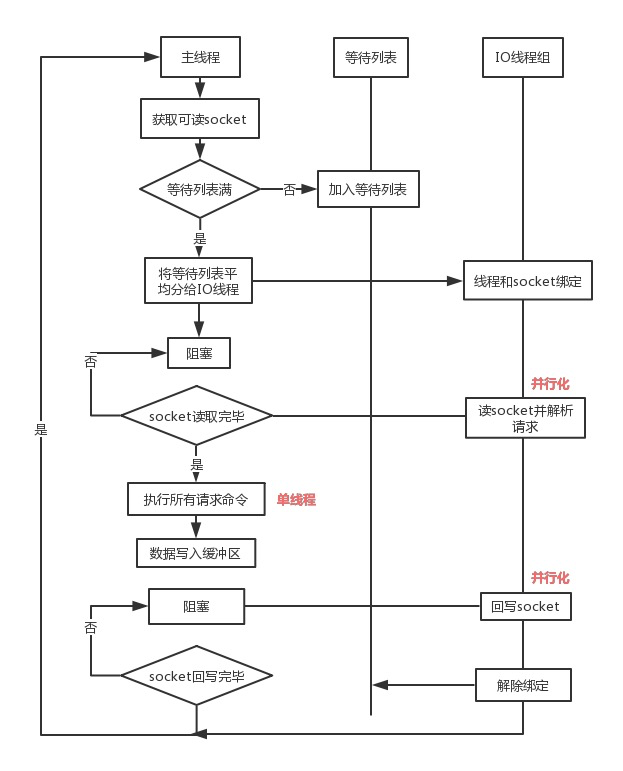 主线程
等待列表
IO线程组
获取可读socket
等待列表满
否
加入等待列表
是
将等待列表平
均分给IO线程
线程和socket绑定
阻塞
否
并行化
socket读取完毕
读socket并解析
请求
是
是
执行所有请求命令
单线程
数据写入缓冲区
并行化
阻塞
回写socket
否
socket回写完毕
解除绑定